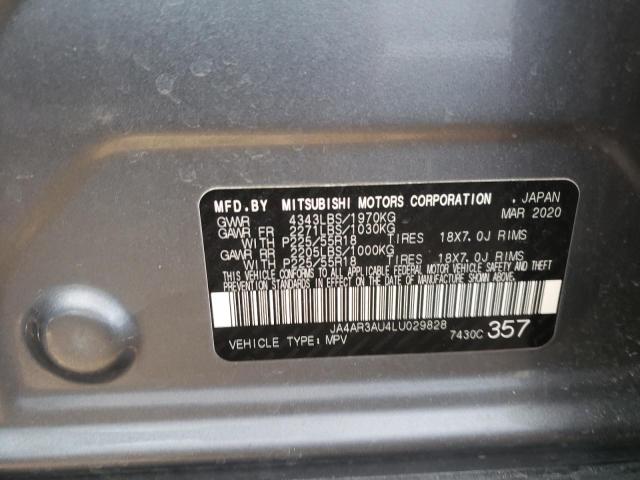 MFD.BY MITSUBISHI MOTORS CORPORATION . JAPAN
GVWR 4343LBS/1970KG MAR 2020
GAWR FR 2271LBS/1030KG
WITH P225/55R18 TIRES 18X7.0J RIMS
GAWR RR 2205LBS/1000KG
WITH P225/55R18 TIRES 18X7.0J RIMS
THIS VEHICLE CONFORMS TO ALL APPLICABLE FEDERAL MOTOR VEHICLE SAFETY AND THEFT
PREVENTION STANDARDS IN EFFECT ON THE DATE OF MANUFACTURE SHOWN ABOVE.
JA4AR3AU4LU029828
VEHICLE TYPE: MPV 7430C 357